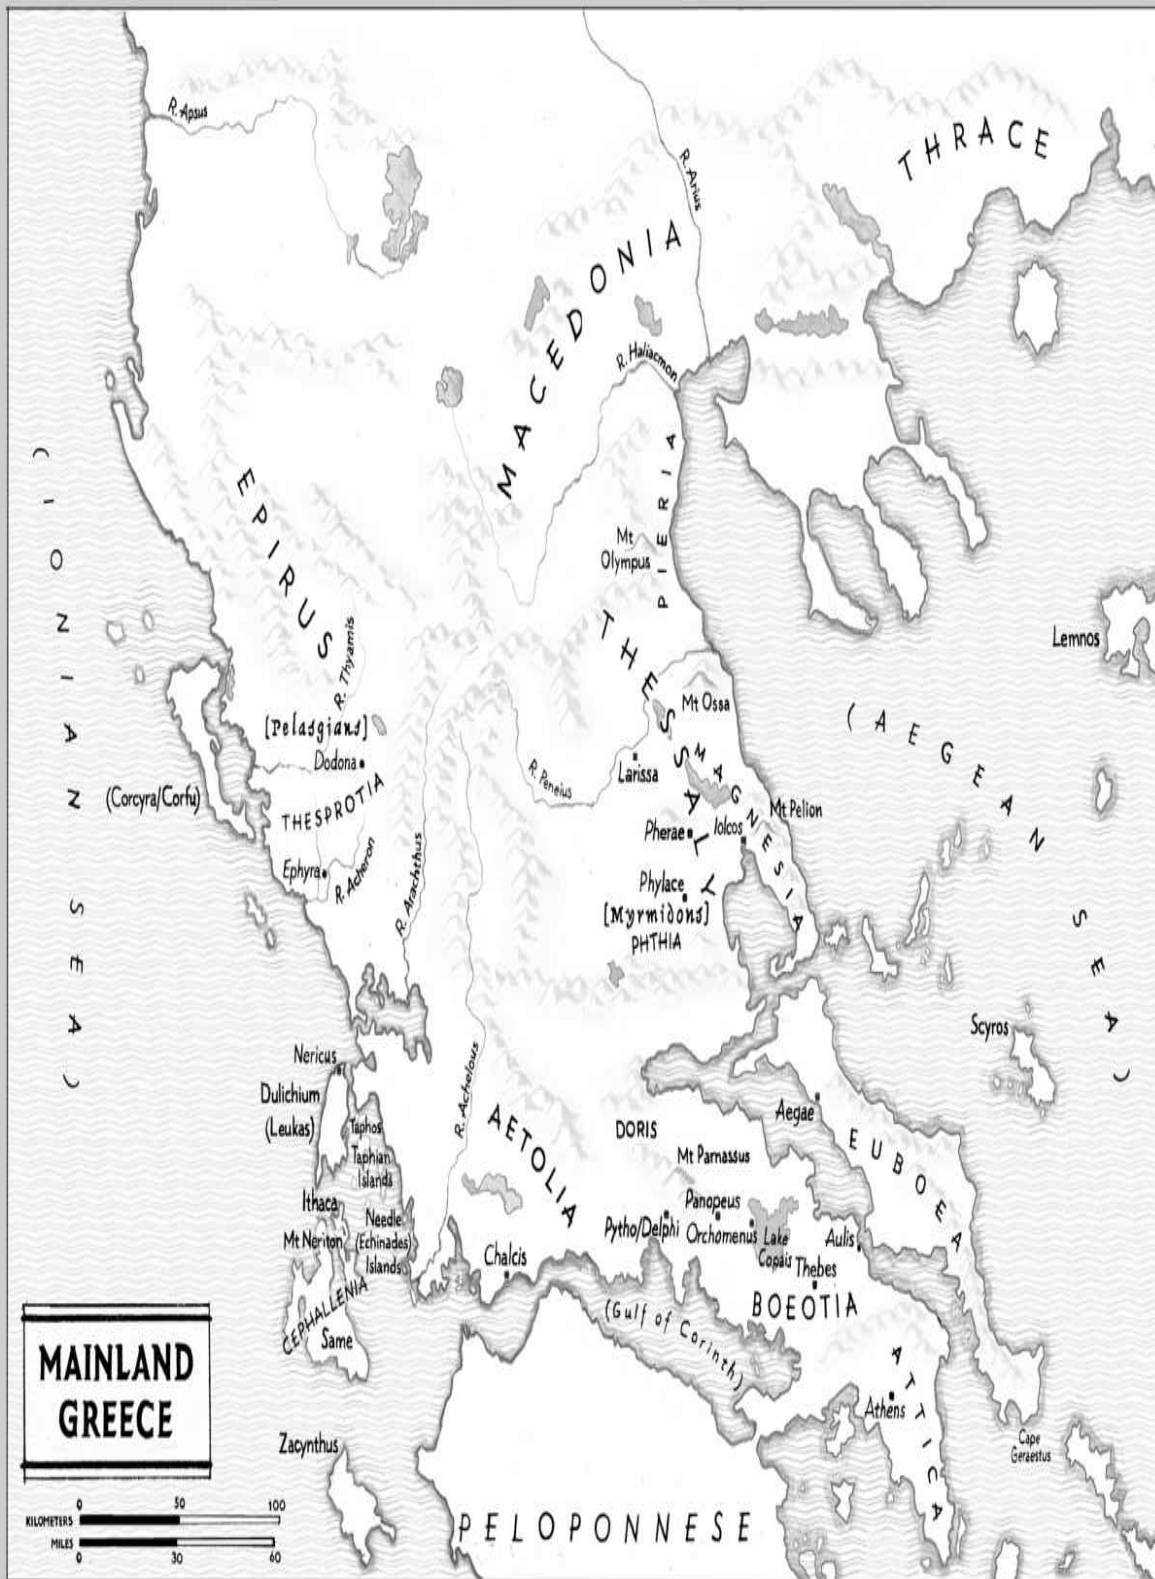 R. Apsus
THRACE
R. Arius
MACEDONIA
R. Haliacmon
PIERIA
EPIRUS
Mt
Olympus
(IONIAN SEA)
THESSALY
R. Thyamis
Lemnos
Mt Ossa
[Pelasgians]
(AEGEAN SEA)
Dodona
R. Peneius
Larissa
MAGNESIA
(Corcyra/Corfu)
THESPROTIA
Mt Pelion
Pherae
Iolcos
Ephyra
R. Acheron
R. Arachthus
Phylace
[Myrmidons]
PHTHIA
Scyros
Nericus
R. Achelous
Dulichium
(Leukas)
Taphos
Taphian
Islands
AETOLIA
DORIS
Aegae
EUBOEA
Mt Parnassus
Ithaca
Panopeus
Needle
(Echinades)
Islands
Mt Neriton
Pytho/Delphi
Orchomenus
Lake
Copais
Aulis
Chalcis
Thebes
CEPHALLENIA
Same
(Gulf of Corinth)
BOEOTIA
ATTICA
Athens
MAINLAND
GREECE
Zacynthus
Cape
Geraestus
0 50 100
KILOMETERS
MILES
0 30 60
PELOPONNESE